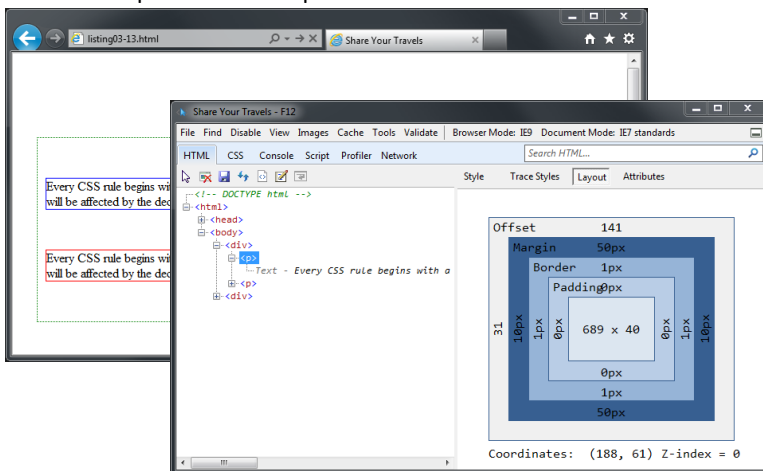 listing03-13.html
Share Your Travels
Every CSS rule begins wi
will be affected by the dec
Every CSS rule begins wi
will be affected by the dec
Share Your Travels - F12
File Find Disable View Images Cache Tools Validate Browser Mode: IE9 Document Mode: IE7 standards
HTML CSS Console Script Profiler Network Search HTML...
Style Trace Styles Layout Attributes
<!-- DOCTYPE html -->
<html>
<head>
<body>
<div>
<p>
Text - Every CSS rule begins with a
<p>
<div>
Offset 141
Margin 50px
Border 1px
Padding 0px
31 10px 1px 0px 689 x 40 0px 1px 10px
0px
1px
50px
Coordinates: (188, 61) Z-index = 0